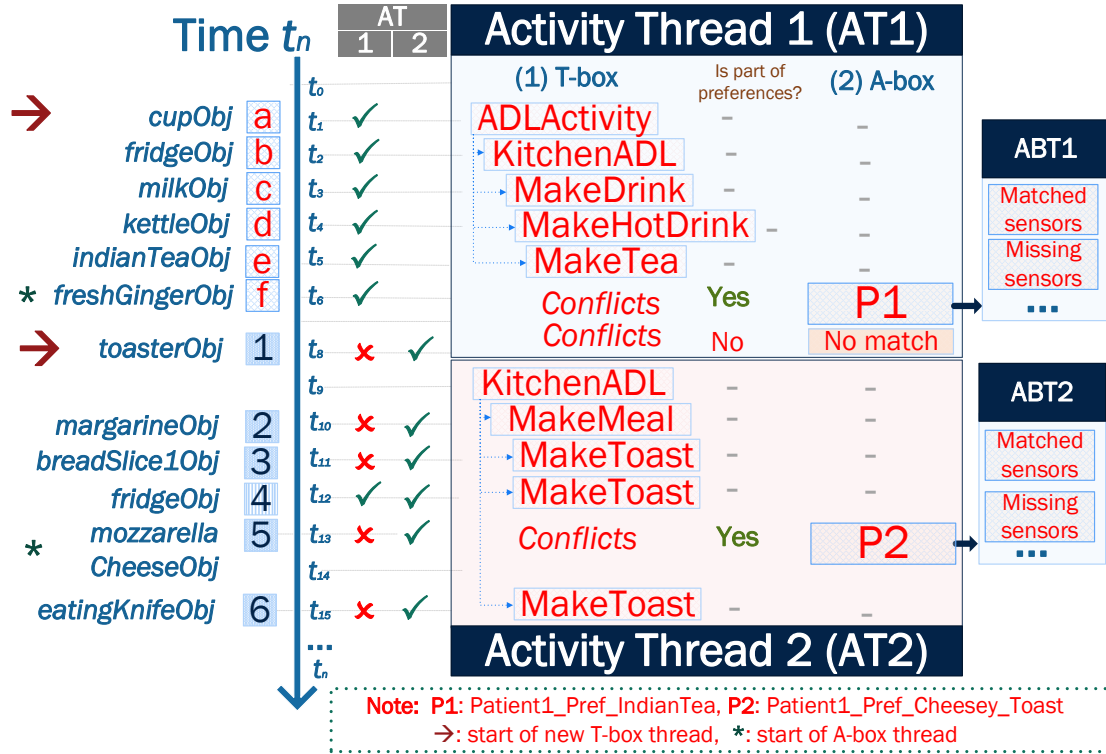 Time tn
AT
1 2
Activity Thread 1 (AT1)
(1) T-box
Is part of
preferences?
(2) A-box
t0
cupObj a t1 ✓ ADLActivity - -
fridgeObj b t2 ✓ KitchenADL - -
milkObj c t3 ✓ MakeDrink - -
kettleObj d t4 ✓ MakeHotDrink - -
indianTeaObj e t5 ✓ MakeTea - -
* freshGingerObj f t6 ✓ Conflicts Yes P1
Conflicts No No match
toasterObj 1 t8 ✗ ✓
ABT1
Matched
sensors
Missing
sensors
...
t9 KitchenADL - -
margarineObj 2 t10 ✗ ✓ MakeMeal - -
breadSlice1Obj 3 t11 ✗ ✓ MakeToast - -
fridgeObj 4 t12 ✓ ✓ MakeToast - -
* mozzarella 5 t13 ✗ ✓ Conflicts Yes P2
CheeseObj t14
eatingKnifeObj 6 t15 ✗ ✓ MakeToast - -
...
tn
ABT2
Matched
sensors
Missing
sensors
...
Activity Thread 2 (AT2)
Note: P1: Patient1_Pref_IndianTea, P2: Patient1_Pref_Cheesey_Toast
→: start of new T-box thread, *: start of A-box thread